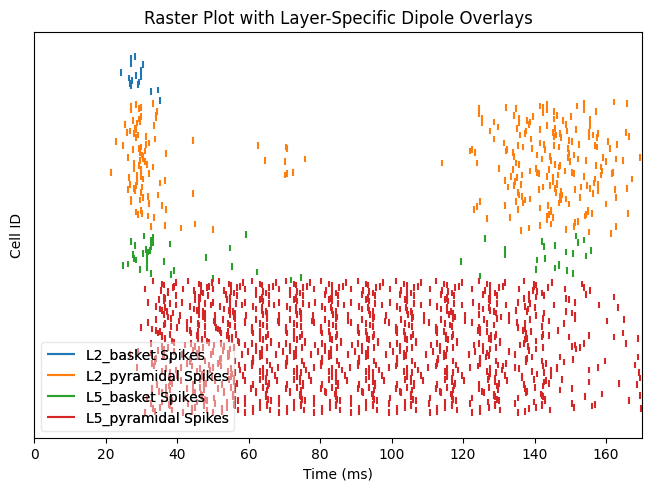 Raster Plot with Layer-Specific Dipole Overlays
Cell ID
L2_basket Spikes
L2_pyramidal Spikes
L5_basket Spikes
L5_pyramidal Spikes
0 20 40 60 80 100 120 140 160
Time (ms)